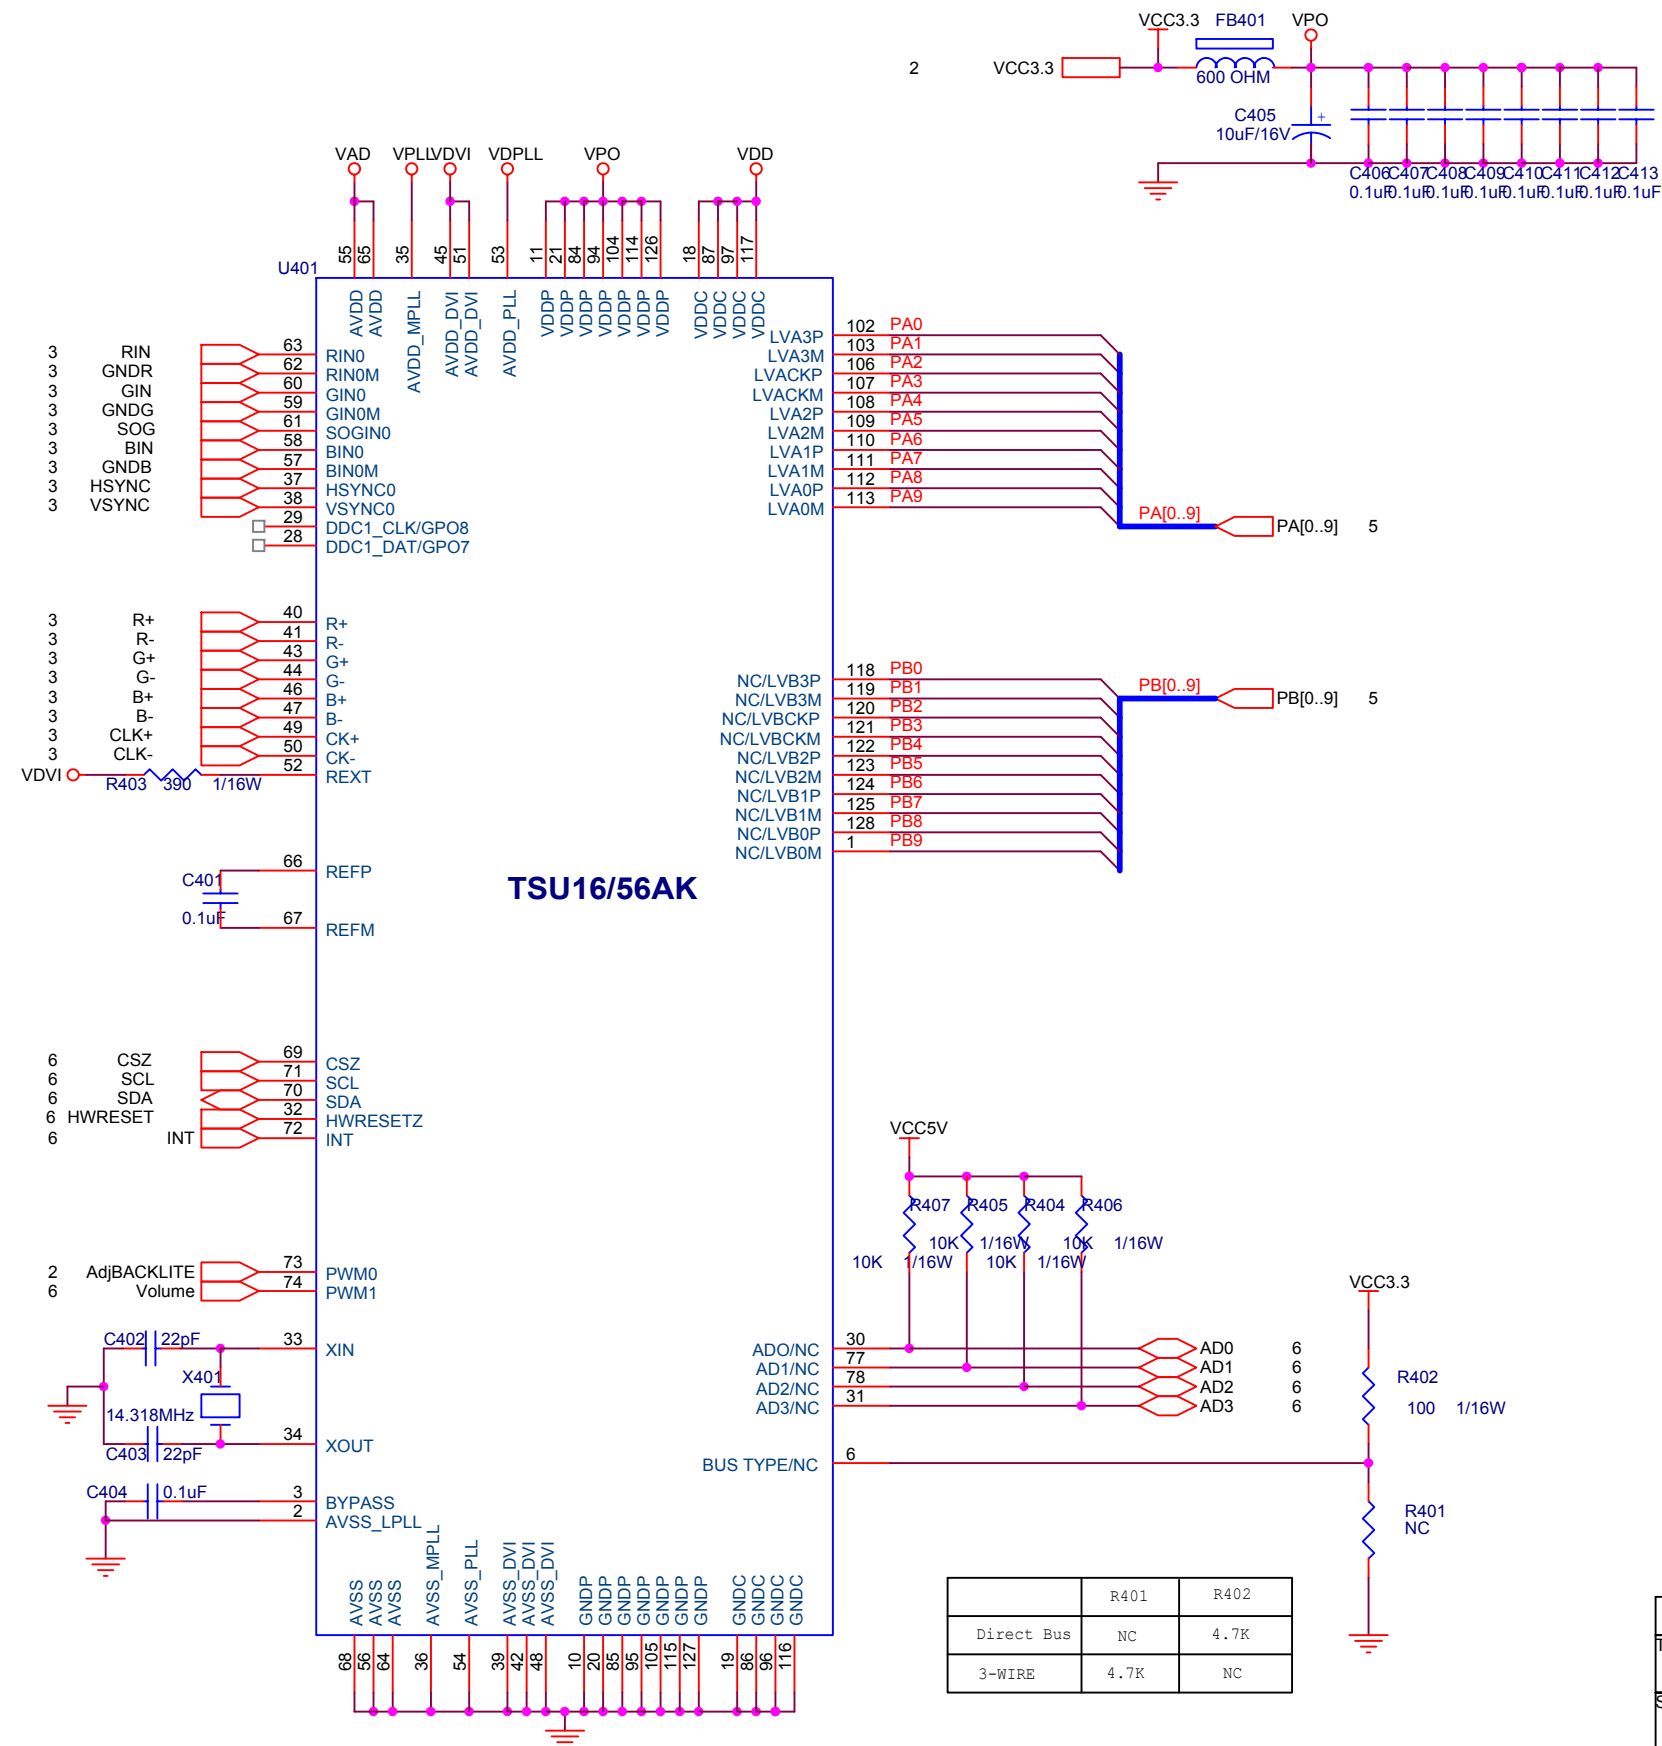 VCC3.3 FB401 VPO
2 VCC3.3
600 OHM
C405
10uF/16V
C406 C407 C408 C409 C410 C411 C412 C413
0.1uF 0.1uF 0.1uF 0.1uF 0.1uF 0.1uF 0.1uF 0.1uF
VAD VPLL VDVI VDPLL VPO VDD
55 65 35 45 51 53 11 21 84 94 104 114 126 18 87 97 117
U401
AVDD AVDD AVDD_MPLL AVDD_DVI AVDD_DVI AVDD_PLL VDDP VDDP VDDP VDDP VDDP VDDP VDDP VDDC VDDC VDDC VDDC
3 RIN 63 RIN0
3 GNDR 62 RIN0M
3 GIN 60 GIN0
3 GNDG 59 GIN0M
3 SOG 61 SOGIN0
3 BIN 58 BIN0
3 GNDB 57 BIN0M
3 HSYNC 37 HSYNC0
3 VSYNC 38 VSYNC0
29 DDC1_CLK/GPO8
28 DDC1_DAT/GPO7
LVA3P 102 PA0
LVA3M 103 PA1
LVACKP 106 PA2
LVACKM 107 PA3
LVA2P 108 PA4
LVA2M 109 PA5
LVA1P 110 PA6
LVA1M 111 PA7
LVA0P 112 PA8
LVA0M 113 PA9
PA[0..9] PA[0..9] 5
3 R+ 40 R+
3 R- 41 R-
3 G+ 43 G+
3 G- 44 G-
3 B+ 46 B+
3 B- 47 B-
3 CLK+ 49 CK+
3 CLK- 50 CK-
VDVI 52 REXT
R403 390 1/16W
NC/LVB3P 118 PB0
NC/LVB3M 119 PB1
NC/LVBCKP 120 PB2
NC/LVBCKM 121 PB3
NC/LVB2P 122 PB4
NC/LVB2M 123 PB5
NC/LVB1P 124 PB6
NC/LVB1M 125 PB7
NC/LVB0P 128 PB8
NC/LVB0M 1 PB9
PB[0..9] PB[0..9] 5
66 REFP
C401
0.1uF
67 REFM
TSU16/56AK
6 CSZ 69 CSZ
6 SCL 71 SCL
6 SDA 70 SDA
6 HWRESET 32 HWRESETZ
6 INT 72 INT
2 AdjBACKLITE 73 PWM0
6 Volume 74 PWM1
C402 22pF 33 XIN
X401
14.318MHz
C403 22pF 34 XOUT
C404 0.1uF 3 BYPASS
2 AVSS_LPLL
VCC5V
R407 R405 R404 R406
10K 1/16W 10K 1/16W
10K 1/16W 10K 1/16W
ADO/NC 30 AD0 6
AD1/NC 77 AD1 6
AD2/NC 78 AD2 6
AD3/NC 31 AD3 6
BUS TYPE/NC 6
VCC3.3
R402
100 1/16W
R401
NC
AVSS AVSS AVSS AVSS_MPLL AVSS_PLL AVSS_DVI AVSS_DVI AVSS_DVI GNDP GNDP GNDP GNDP GNDP GNDP GNDP GNDC GNDC GNDC GNDC
68 56 64 36 54 39 42 48 10 20 85 95 105 115 127 19 86 96 116
R401 R402
Direct Bus NC 4.7K
3-WIRE 4.7K NC